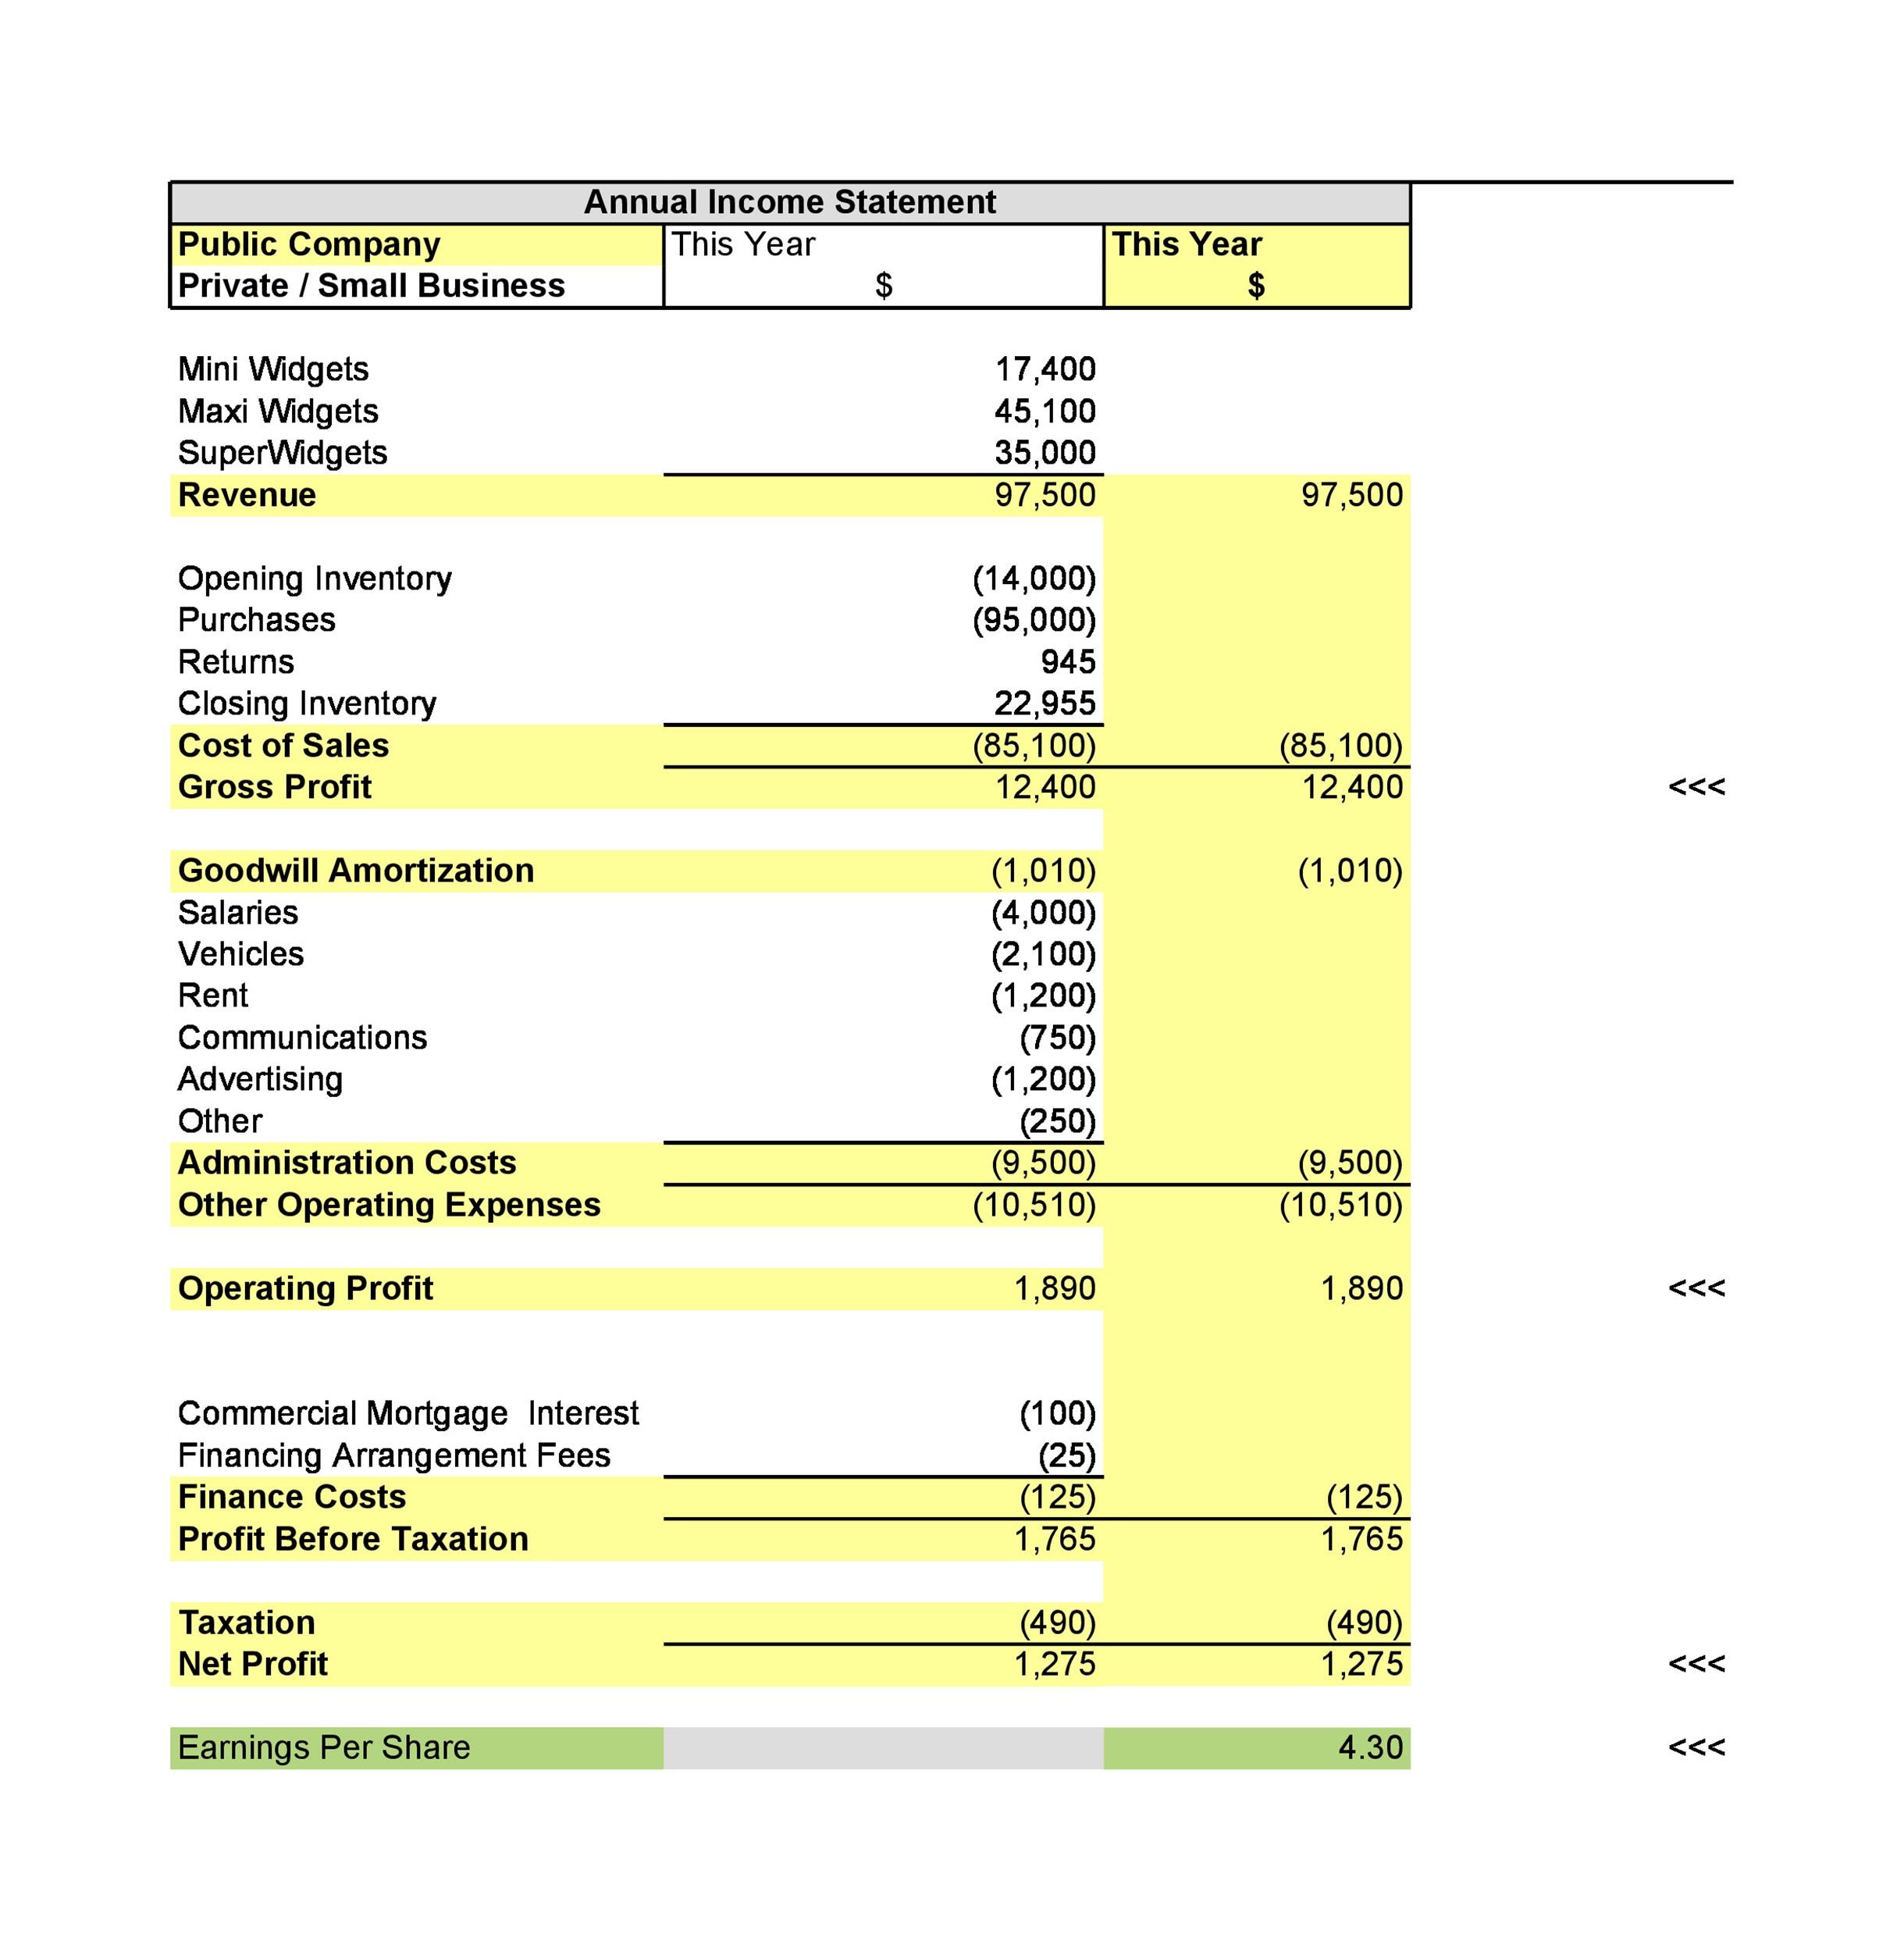 Annual Income Statement
Public Company This Year This Year
Private / Small Business $ $
Mini Widgets 17,400
Maxi Widgets 45,100
SuperWidgets 35,000
Revenue 97,500 97,500
Opening Inventory (14,000)
Purchases (95,000)
Returns 945
Closing Inventory 22,955
Cost of Sales (85,100) (85,100)
Gross Profit 12,400 12,400 <<<
Goodwill Amortization (1,010) (1,010)
Salaries (4,000)
Vehicles (2,100)
Rent (1,200)
Communications (750)
Advertising (1,200)
Other (250)
Administration Costs (9,500) (9,500)
Other Operating Expenses (10,510) (10,510)
Operating Profit 1,890 1,890 <<<
Commercial Mortgage Interest (100)
Financing Arrangement Fees (25)
Finance Costs (125) (125)
Profit Before Taxation 1,765 1,765
Taxation (490) (490)
Net Profit 1,275 1,275 <<<
Earnings Per Share 4.30 <<<